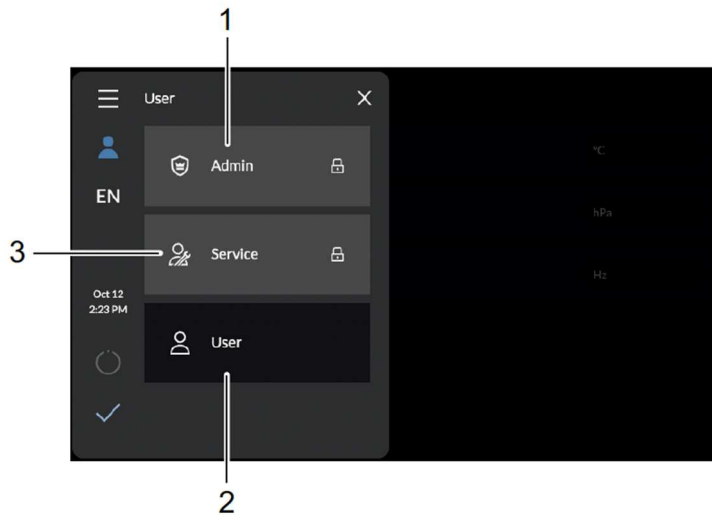 1
User
Admin
°C
EN
hPa
3
Service
Hz
Oct 12
2:23 PM
User
2